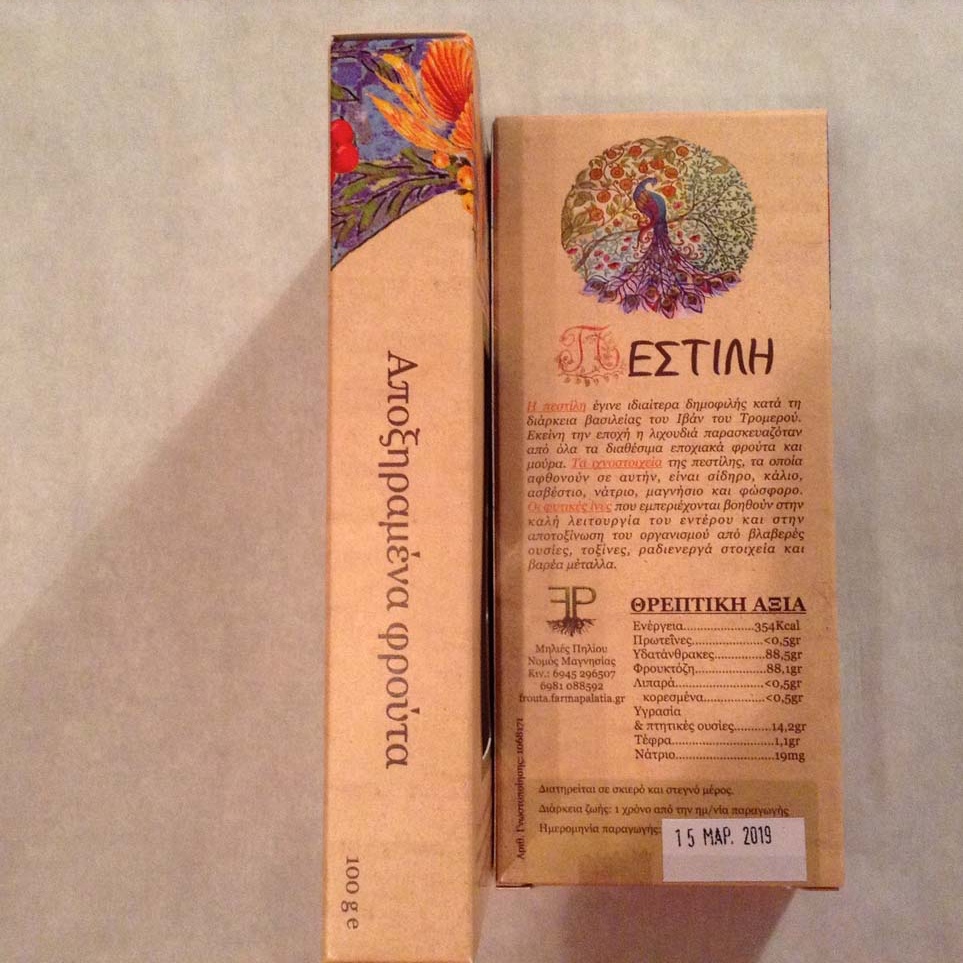 Αποξηραμένα φρούτα
100 g e
ΠΕΣΤΙΛΗ
Η πεστίλη έγινε ιδιαίτερα δημοφιλής κατά τη
διάρκεια βασιλείας του Ιβάν του Τρομερού.
Εκείνη την εποχή η λιχουδιά παρασκευαζόταν
από όλα τα διαθέσιμα εποχιακά φρούτα και
μούρα. Τα ιχνοστοιχεία της πεστίλης, τα οποία
αφθονούν σε αυτήν, είναι σίδηρο, κάλιο,
ασβέστιο, νάτριο, μαγνήσιο και φώσφορο.
Οι φυτικές ίνες που εμπεριέχονται βοηθούν στην
καλή λειτουργία του εντέρου και στην
αποτοξίνωση του οργανισμού από βλαβερές
ουσίες, τοξίνες, ραδιενεργά στοιχεία και
βαρέα μέταλλα.
Μηλιές Πηλίου
Νομός Μαγνησίας
Κιν.: 6945 296507
6981 088592
frouta.farmapalatia.gr
Αριθ. Γνωστοποίησης: 1068171
ΘΡΕΠΤΙΚΗ ΑΞΙΑ
Ενέργεια.....................354Kcal
Πρωτεΐνες.....................<0,5gr
Υδατάνθρακες...............88,5gr
Φρουκτόζη.....................88,1gr
Λιπαρά.........................<0,5gr
κορεσμένα...............<0,5gr
Υγρασία
& πτητικές ουσίες..........14,2gr
Τέφρα............................1,1gr
Νάτριο...........................19mg
Διατηρείται σε σκιερό και στεγνό μέρος.
Διάρκεια ζωής: 1 χρόνο από την ημ/νία παραγωγής
Ημερομηνία παραγωγής: 15 ΜΑΡ. 2019